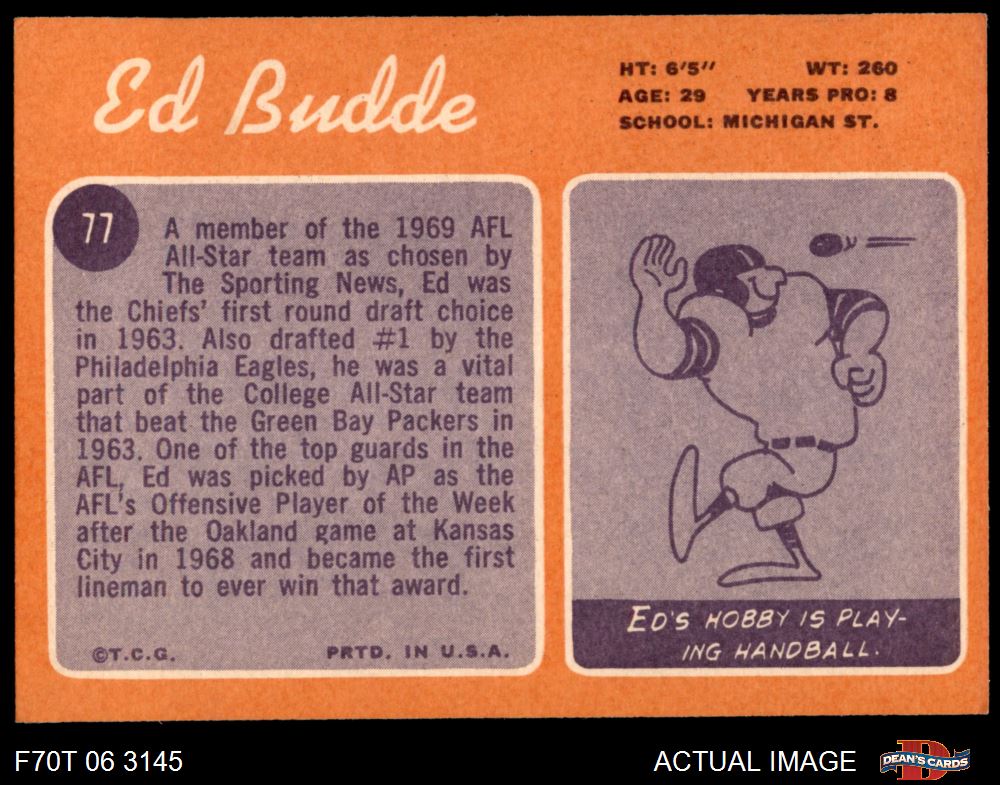 Ed Budde
HT: 6'5" WT: 260
AGE: 29 YEARS PRO: 8
SCHOOL: MICHIGAN ST.
77
A member of the 1969 AFL
All-Star team as chosen by
The Sporting News, Ed was
the Chiefs' first round draft choice
in 1963. Also drafted #1 by the
Philadelphia Eagles, he was a vital
part of the College All-Star team
that beat the Green Bay Packers in
1963. One of the top guards in the
AFL, Ed was picked by AP as the
AFL's Offensive Player of the Week
after the Oakland game at Kansas
City in 1968 and became the first
lineman to ever win that award.
©T.C.G. PRTD. IN U.S.A.
ED'S HOBBY IS PLAY-
ING HANDBALL.
F70T 06 3145
ACTUAL IMAGE
D
DEAN'S CARDS